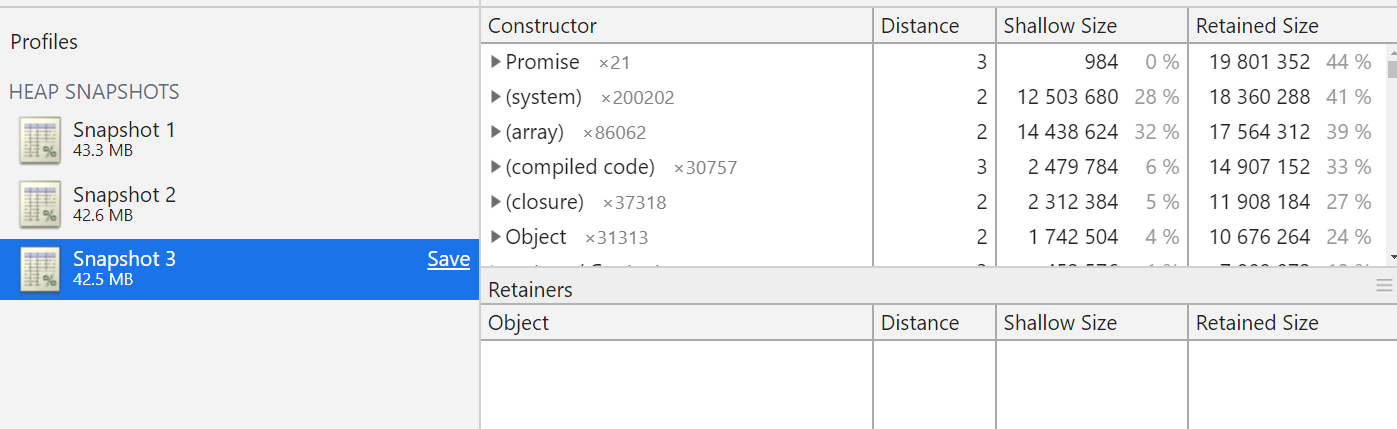 Profiles
HEAP SNAPSHOTS
Snapshot 1
43.3 MB
Snapshot 2
42.6 MB
Snapshot 3 Save
42.5 MB
Constructor Distance Shallow Size Retained Size
Promise ×21 3 984 0 % 19 801 352 44 %
(system) ×200202 2 12 503 680 28 % 18 360 288 41 %
(array) ×86062 2 14 438 624 32 % 17 564 312 39 %
(compiled code) ×30757 3 2 479 784 6 % 14 907 152 33 %
(closure) ×37318 2 2 312 384 5 % 11 908 184 27 %
Object ×31313 2 1 742 504 4 % 10 676 264 24 %
Retainers
Object Distance Shallow Size Retained Size